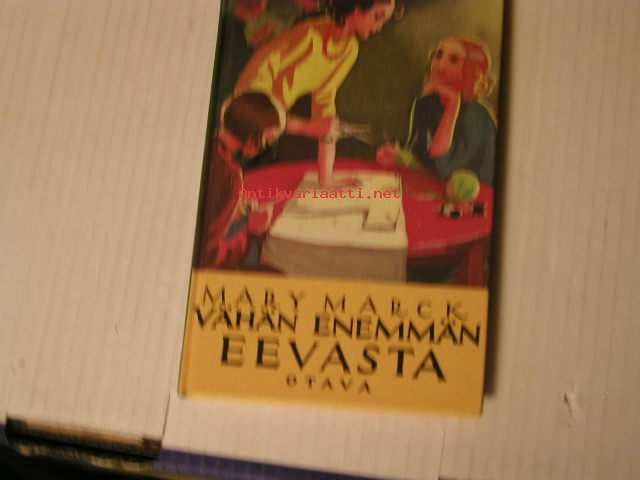 antikvariaatti.net
MARY MARCK
VÄHÄN ENEMMÄN
EEVASTA
OTAVA